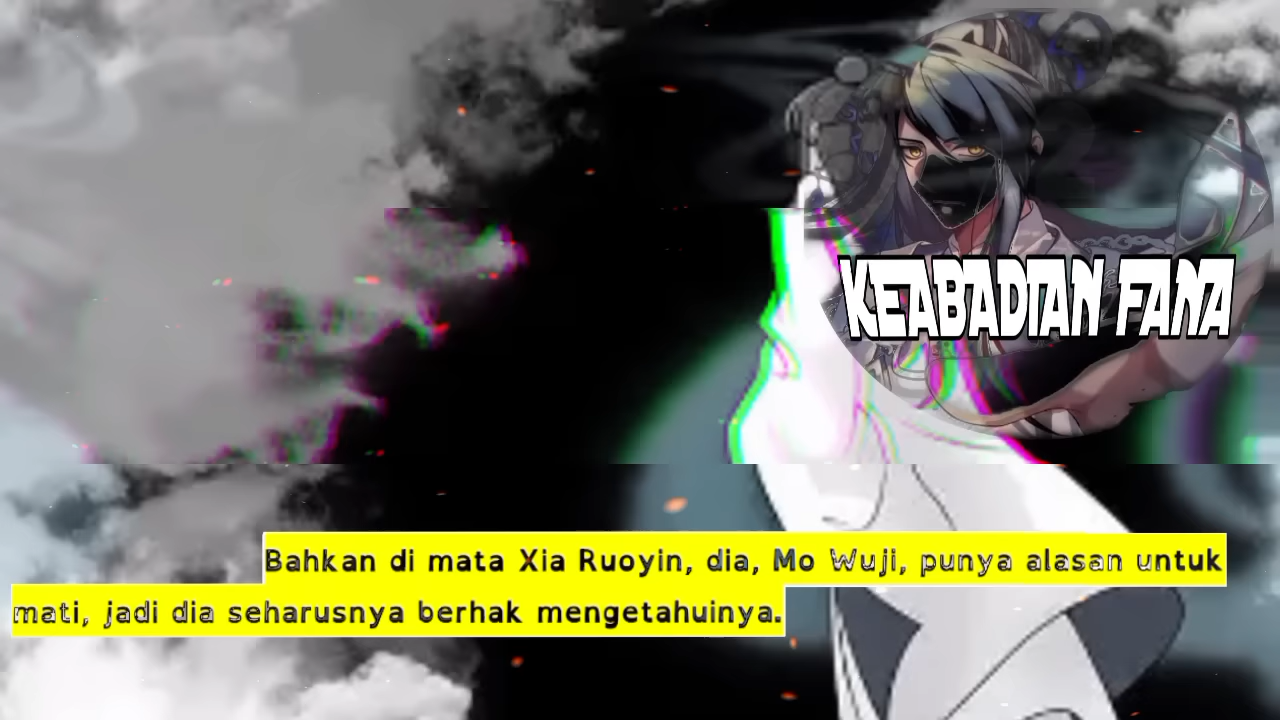 KEABADIAN FANA
Bahkan di mata Xia Ruoyin, dia, Mo Wuji, punya alasan untuk
mati, jadi dia seharusnya berhak mengetahuinya.